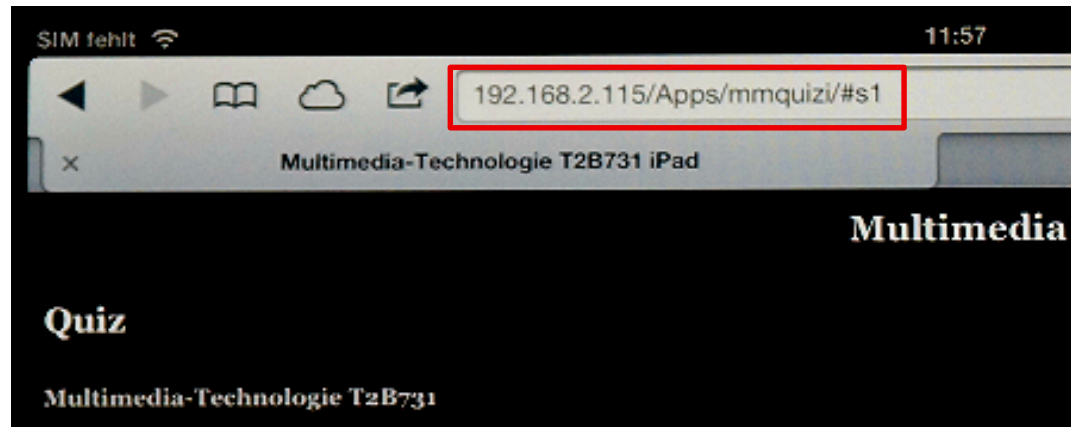 SIM fehlt 11:57
192.168.2.115/Apps/mmquizi/#s1
× Multimedia-Technologie T2B731 iPad
Multimedia
Quiz
Multimedia-Technologie T2B731